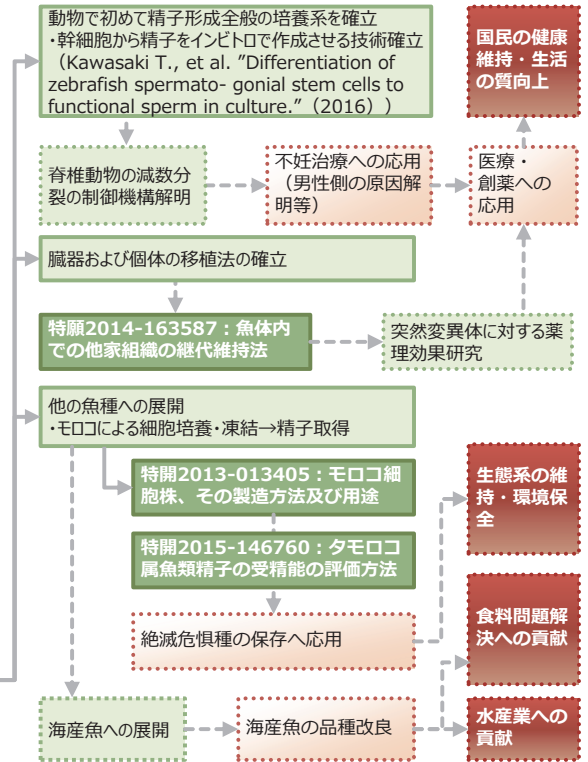 動物で初めて精子形成全般の培養系を確立
・幹細胞から精子をインビトロで作成させる技術確立
（Kawasaki T., et al. ”Differentiation of
zebrafish spermato- gonial stem cells to
functional sperm in culture.”（2016））
国民の健康
維持・生活
の質向上
脊椎動物の減数分
裂の制御機構解明
不妊治療への応用
（男性側の原因解
明等）
医療・
創薬への
応用
臓器および個体の移植法の確立
特願2014-163587：魚体内
での他家組織の継代維持法
突然変異体に対する薬
理効果研究
他の魚種への展開
・モロコによる細胞培養・凍結→精子取得
特開2013-013405：モロコ細
胞株、その製造方法及び用途
生態系の
維持・環境保
全
特開2015-146760：タモロコ
属魚類精子の受精能の評価方法
絶滅危惧種の保存へ応用
食料問題解
決への貢献
海産魚への展開
海産魚の品種改良
水産業への
貢献